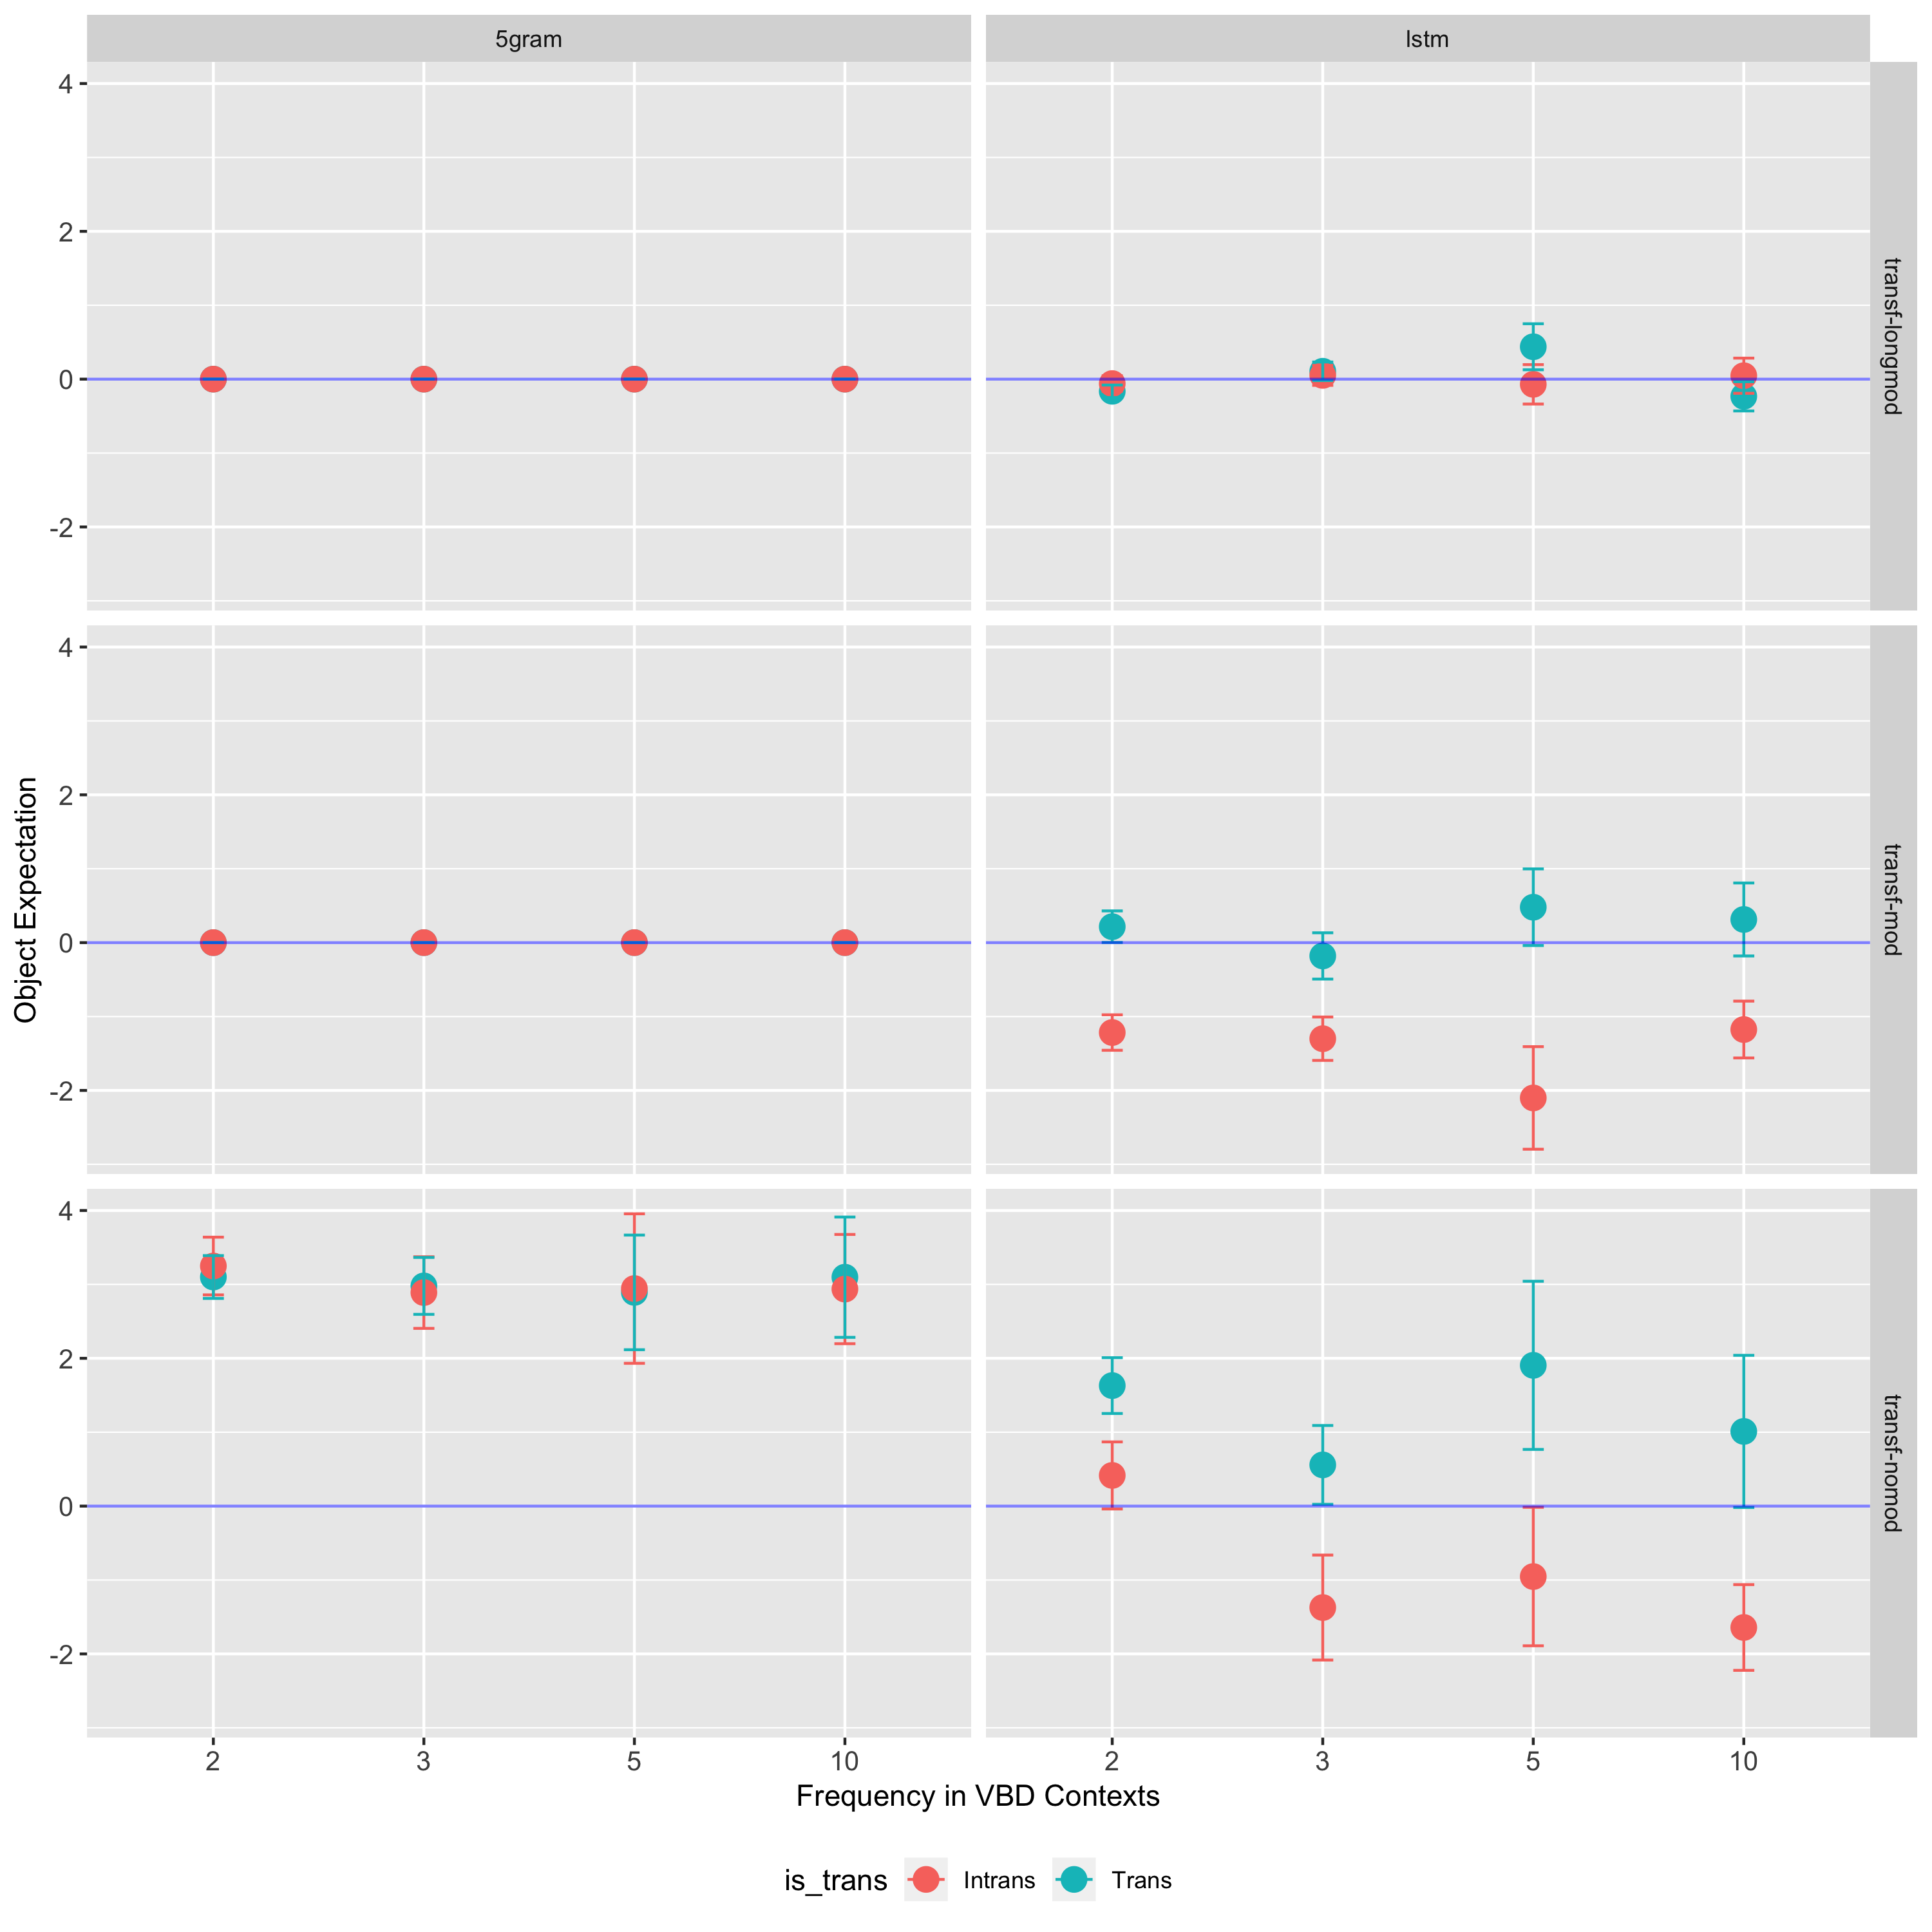 5gram
lstm
4
2
0
-2
transf-longmod
4
2
0
-2
transf-mod
4
2
0
-2
transf-nomod
Object Expectation
2 3 5 10
2 3 5 10
Frequency in VBD Contexts
is_trans Intrans Trans